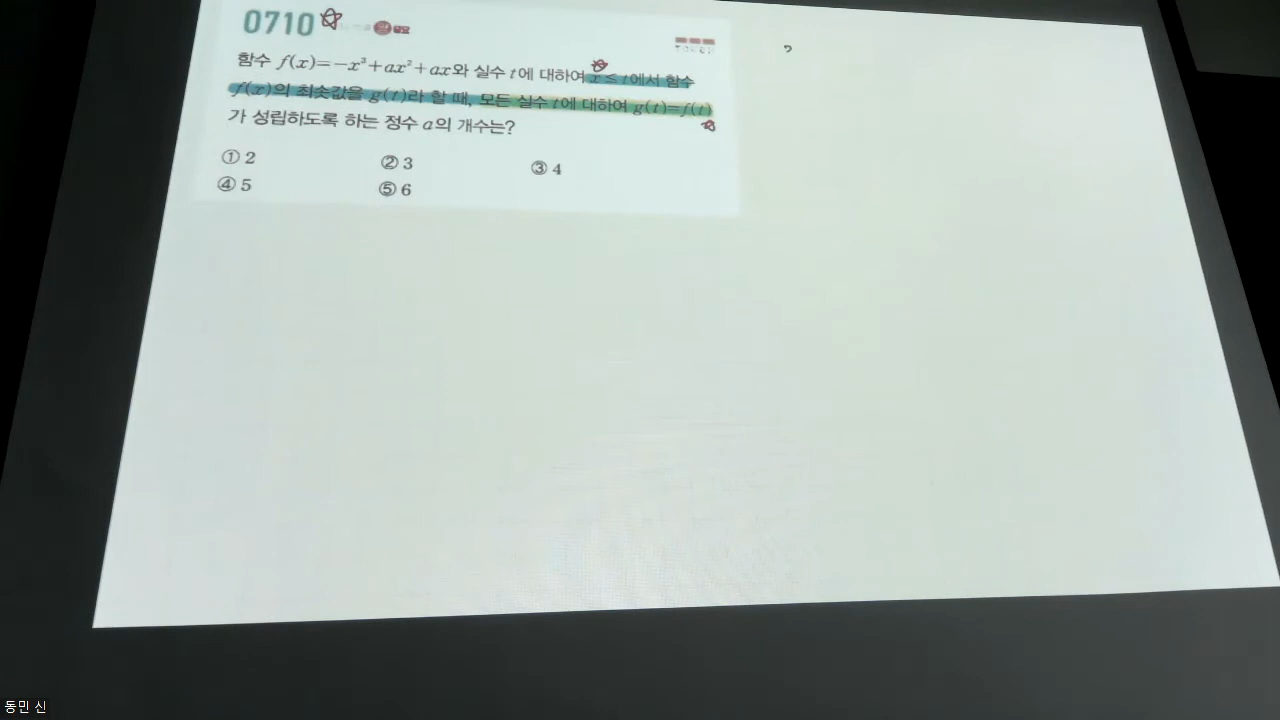 0710
함수 f(x)=-x³+ax²+ax와 실수 t에 대하여 x≤t에서 함수
f(x)의 최솟값을 g(t)라 할 때, 모든 실수 t에 대하여 g(t)=f(t)
가 성립하도록 하는 정수 a의 개수는?
① 2 ② 3 ③ 4
④ 5 ⑤ 6
동민 신